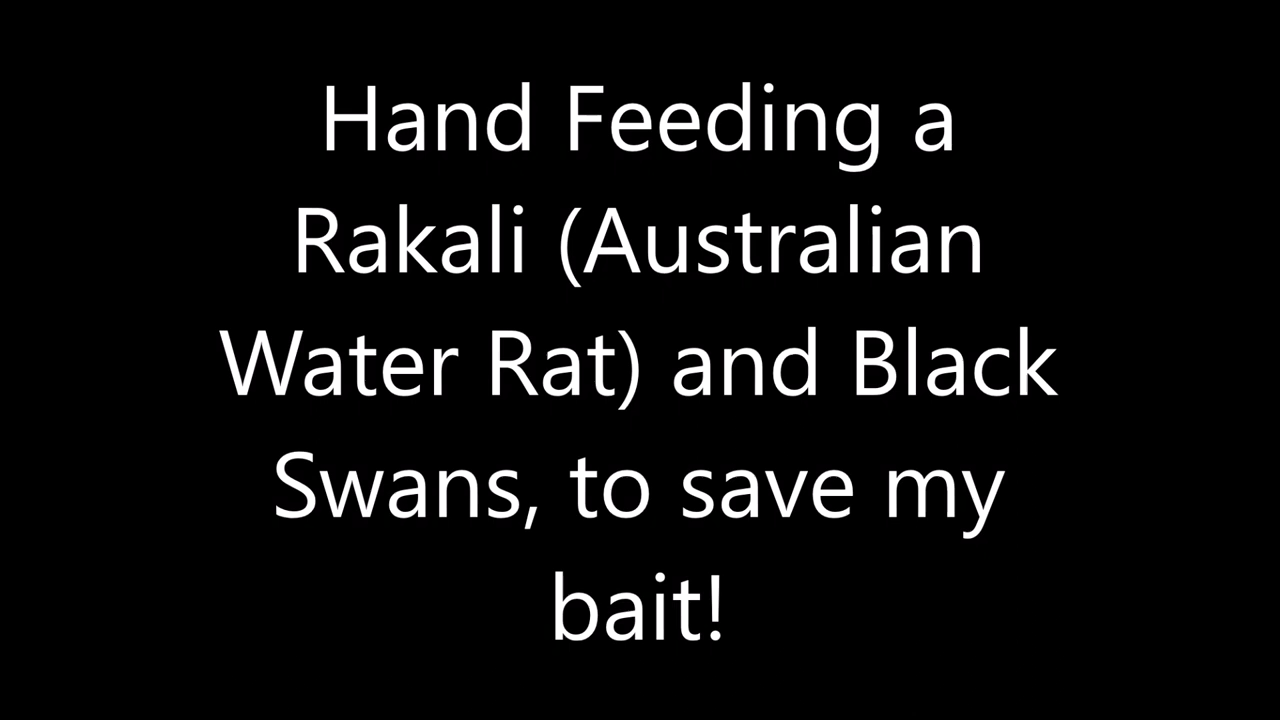 Hand Feeding a
Rakali (Australian
Water Rat) and Black
Swans, to save my
bait!